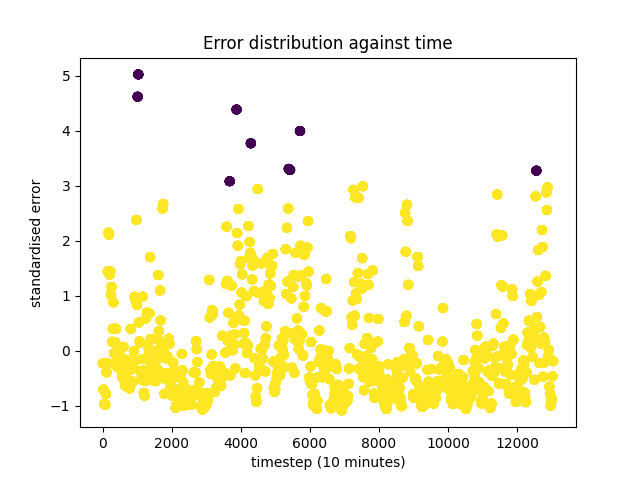 Error distribution against time
standardised error
5
4
3
2
1
0
−1
0 2000 4000 6000 8000 10000 12000
timestep (10 minutes)